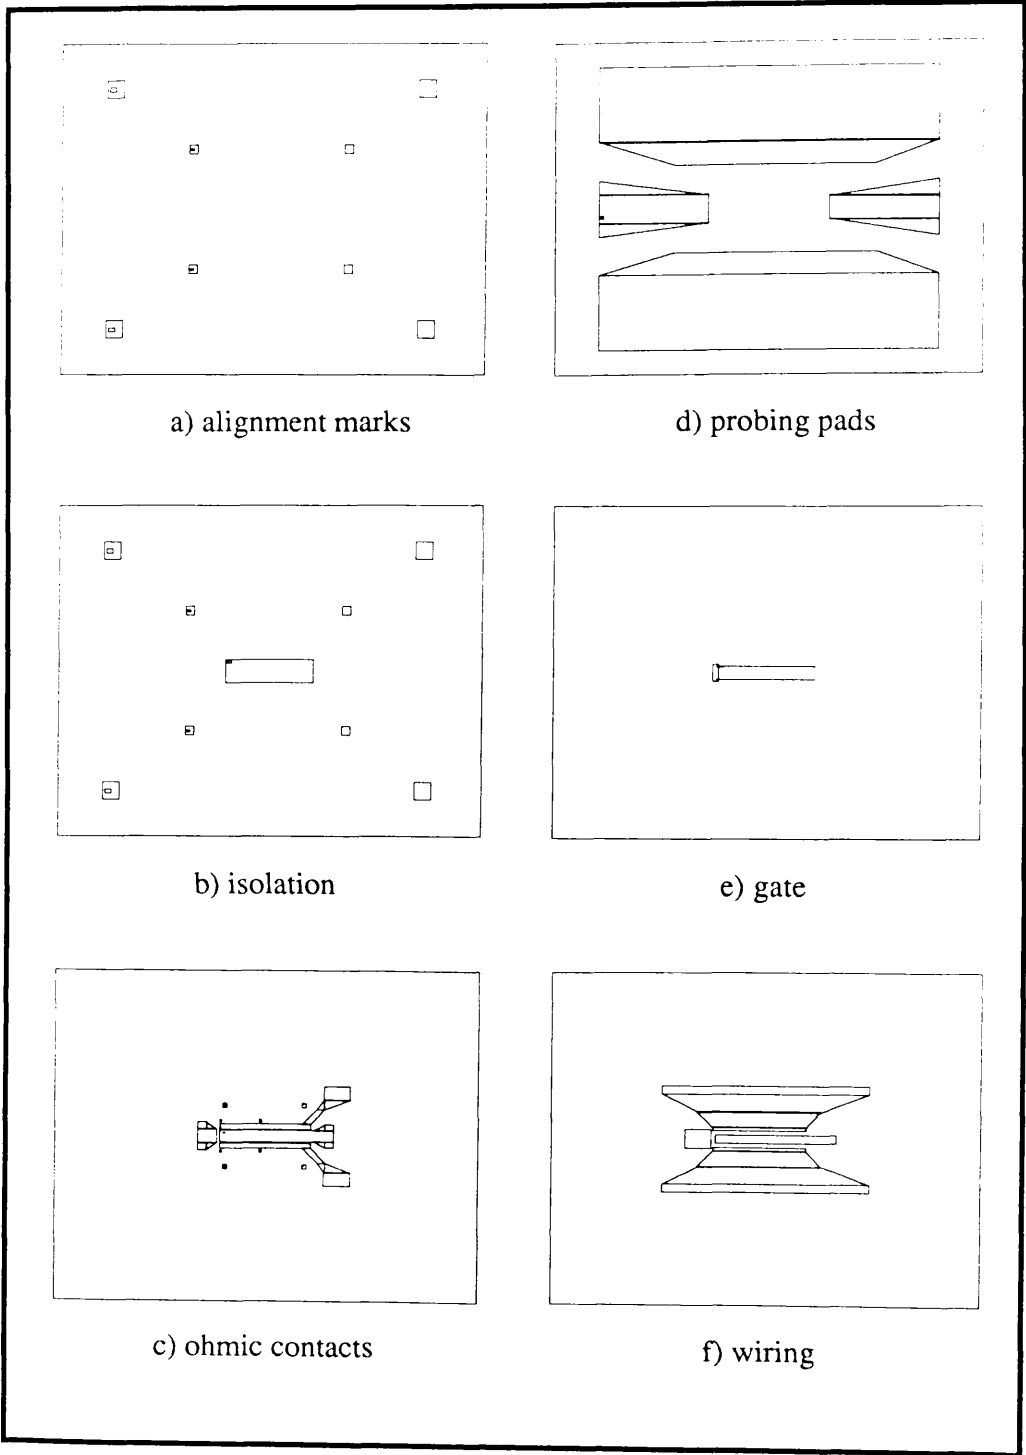 a) alignment marks
d) probing pads
b) isolation
e) gate
c) ohmic contacts
f) wiring